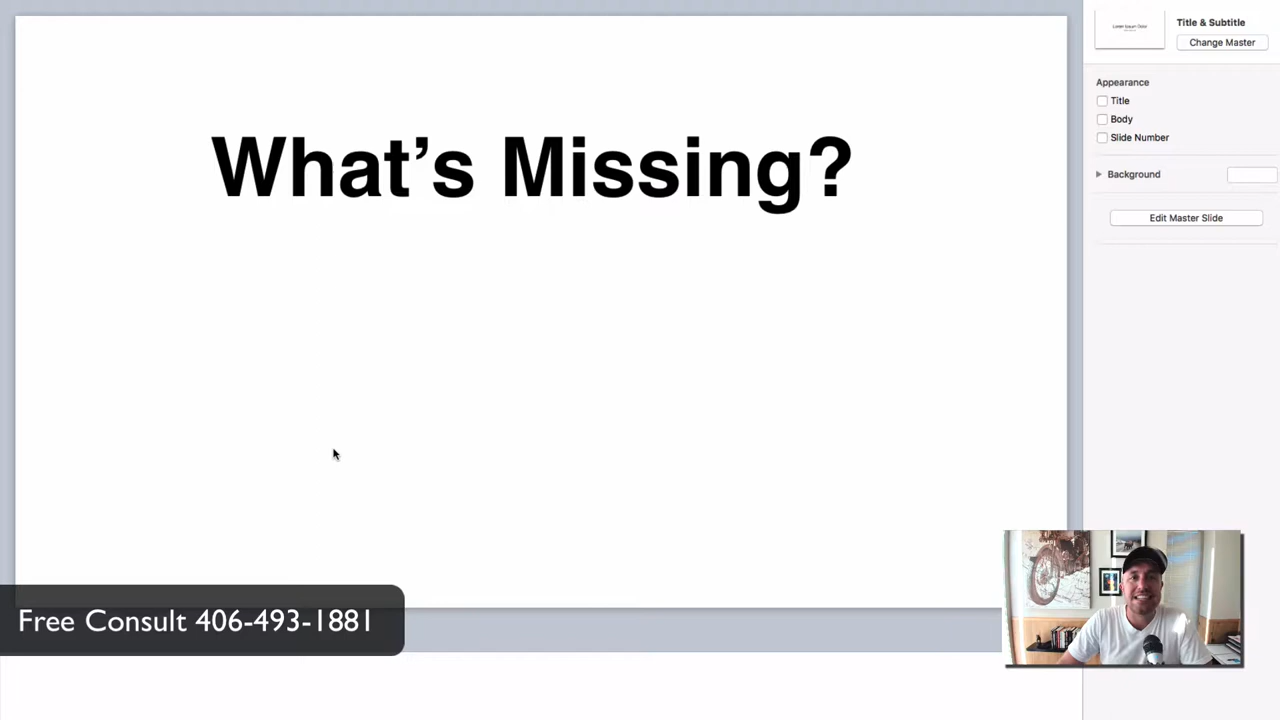 What's Missing?
Title & Subtitle
Change Master
Appearance
Title
Body
Slide Number
Background
Edit Master Slide
Free Consult 406-493-1881